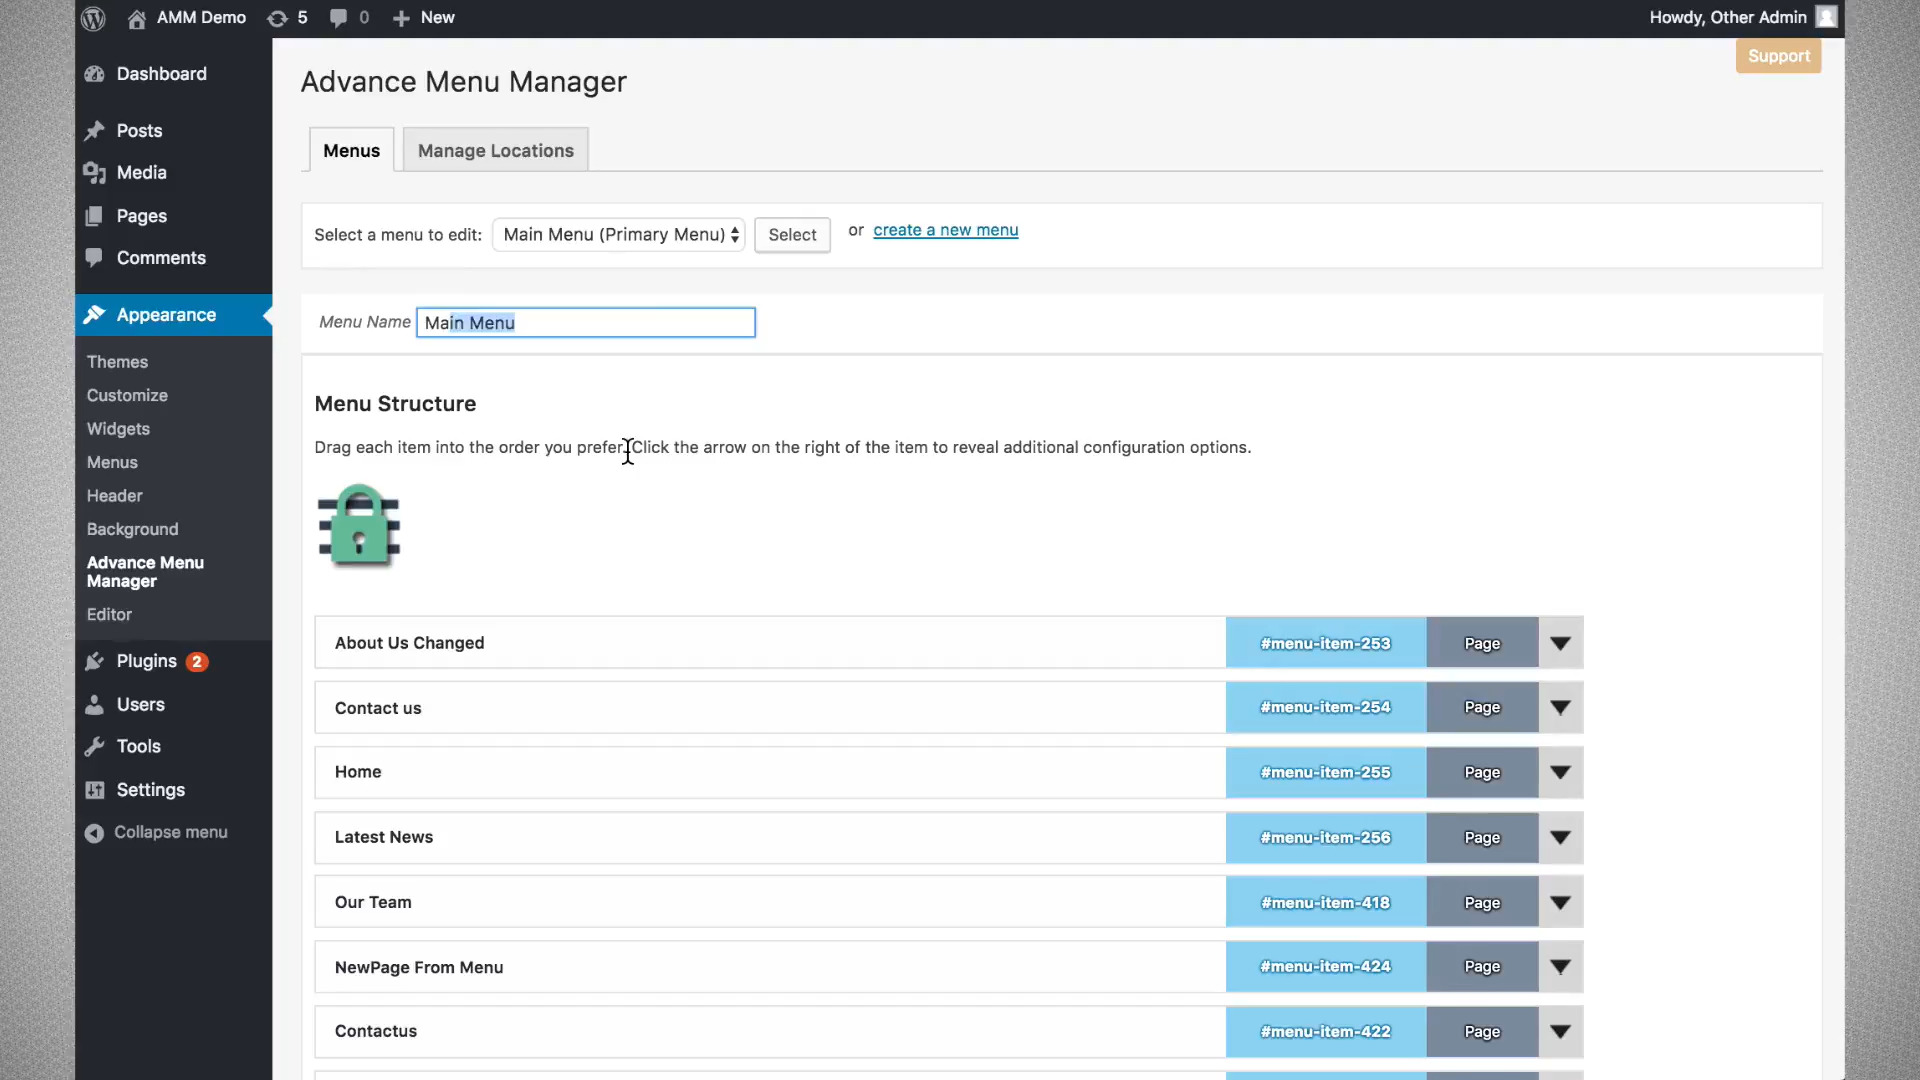 AMM Demo 5 0 New Howdy, Other Admin
Support
Dashboard
Posts
Media
Pages
Comments
Appearance
Themes
Customize
Widgets
Menus
Header
Background
Advance Menu
Manager
Editor
Plugins 2
Users
Tools
Settings
Collapse menu
Advance Menu Manager
Menus Manage Locations
Select a menu to edit: Main Menu (Primary Menu) Select or create a new menu
Menu Name Main Menu
Menu Structure
Drag each item into the order you prefer. Click the arrow on the right of the item to reveal additional configuration options.
About Us Changed #menu-item-253 Page
Contact us #menu-item-254 Page
Home #menu-item-255 Page
Latest News #menu-item-256 Page
Our Team #menu-item-418 Page
NewPage From Menu #menu-item-424 Page
Contactus #menu-item-422 Page